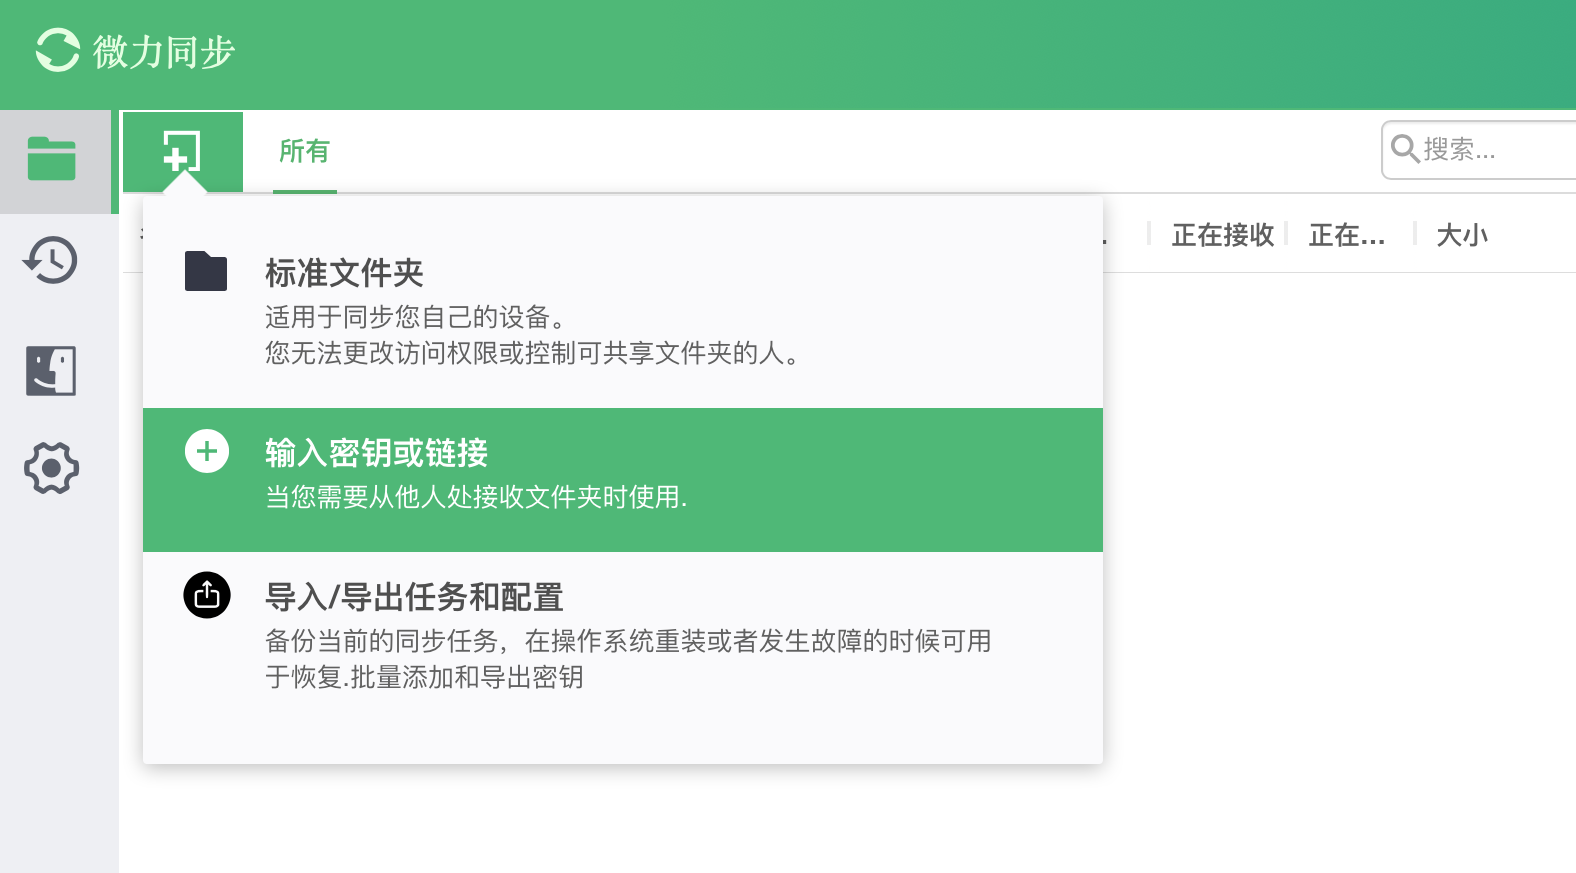 微力同步
所有
搜索...
正在接收
正在...
大小
标准文件夹
适用于同步您自己的设备。
您无法更改访问权限或控制可共享文件夹的人。
输入密钥或链接
当您需要从他人处接收文件夹时使用.
导入/导出任务和配置
备份当前的同步任务，在操作系统重装或者发生故障的时候可用
于恢复.批量添加和导出密钥